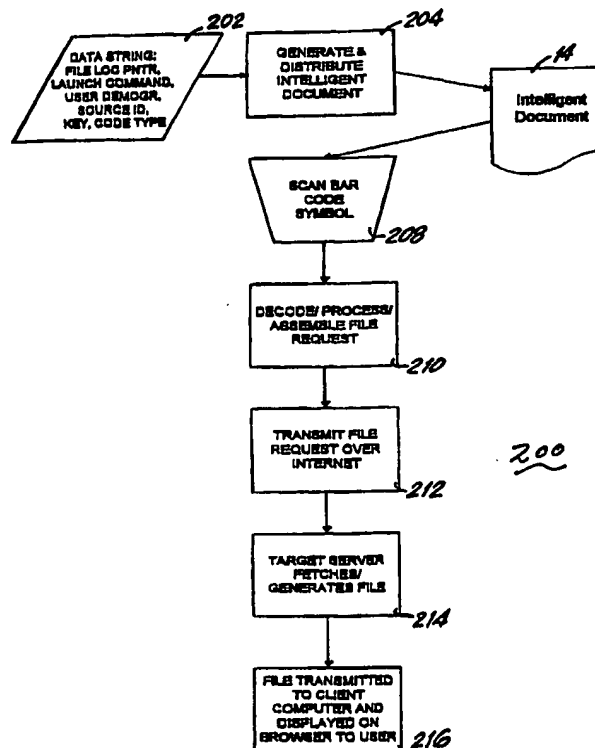 202
DATA STRING:
FILE LOC PNTR,
LAUNCH COMMAND,
USER DEMOGR,
SOURCE ID,
KEY, CODE TYPE
204
GENERATE &
DISTRIBUTE
INTELLIGENT
DOCUMENT
14
Intelligent
Document
SCAN BAR
CODE
SYMBOL
208
DECODE/ PROCESS/
ASSEMBLE FILE
REQUEST
210
TRANSMIT FILE
REQUEST OVER
INTERNET
212
200
TARGET SERVER
FETCHES/
GENERATES FILE
214
FILE TRANSMITTED
TO CLIENT
COMPUTER AND
DISPLAYED ON
BROWSER TO USER
216